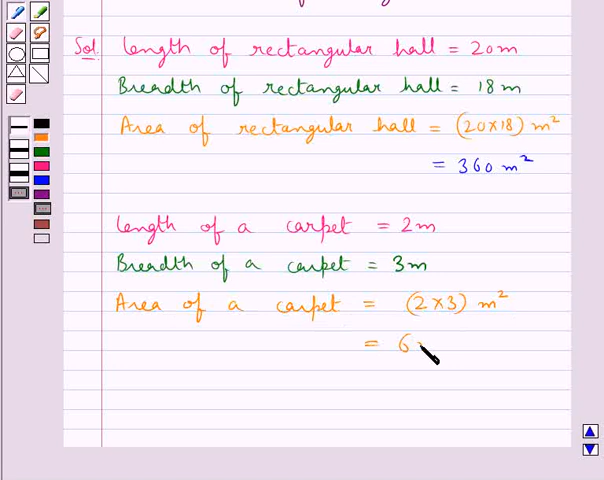 Sol. Length of rectangular hall = 20m
Breadth of rectangular hall = 18 m
Area of rectangular hall = (20×18) m²
= 360 m²
Length of a carpet = 2m
Breadth of a carpet = 3m
Area of a carpet = (2×3) m²
= 6